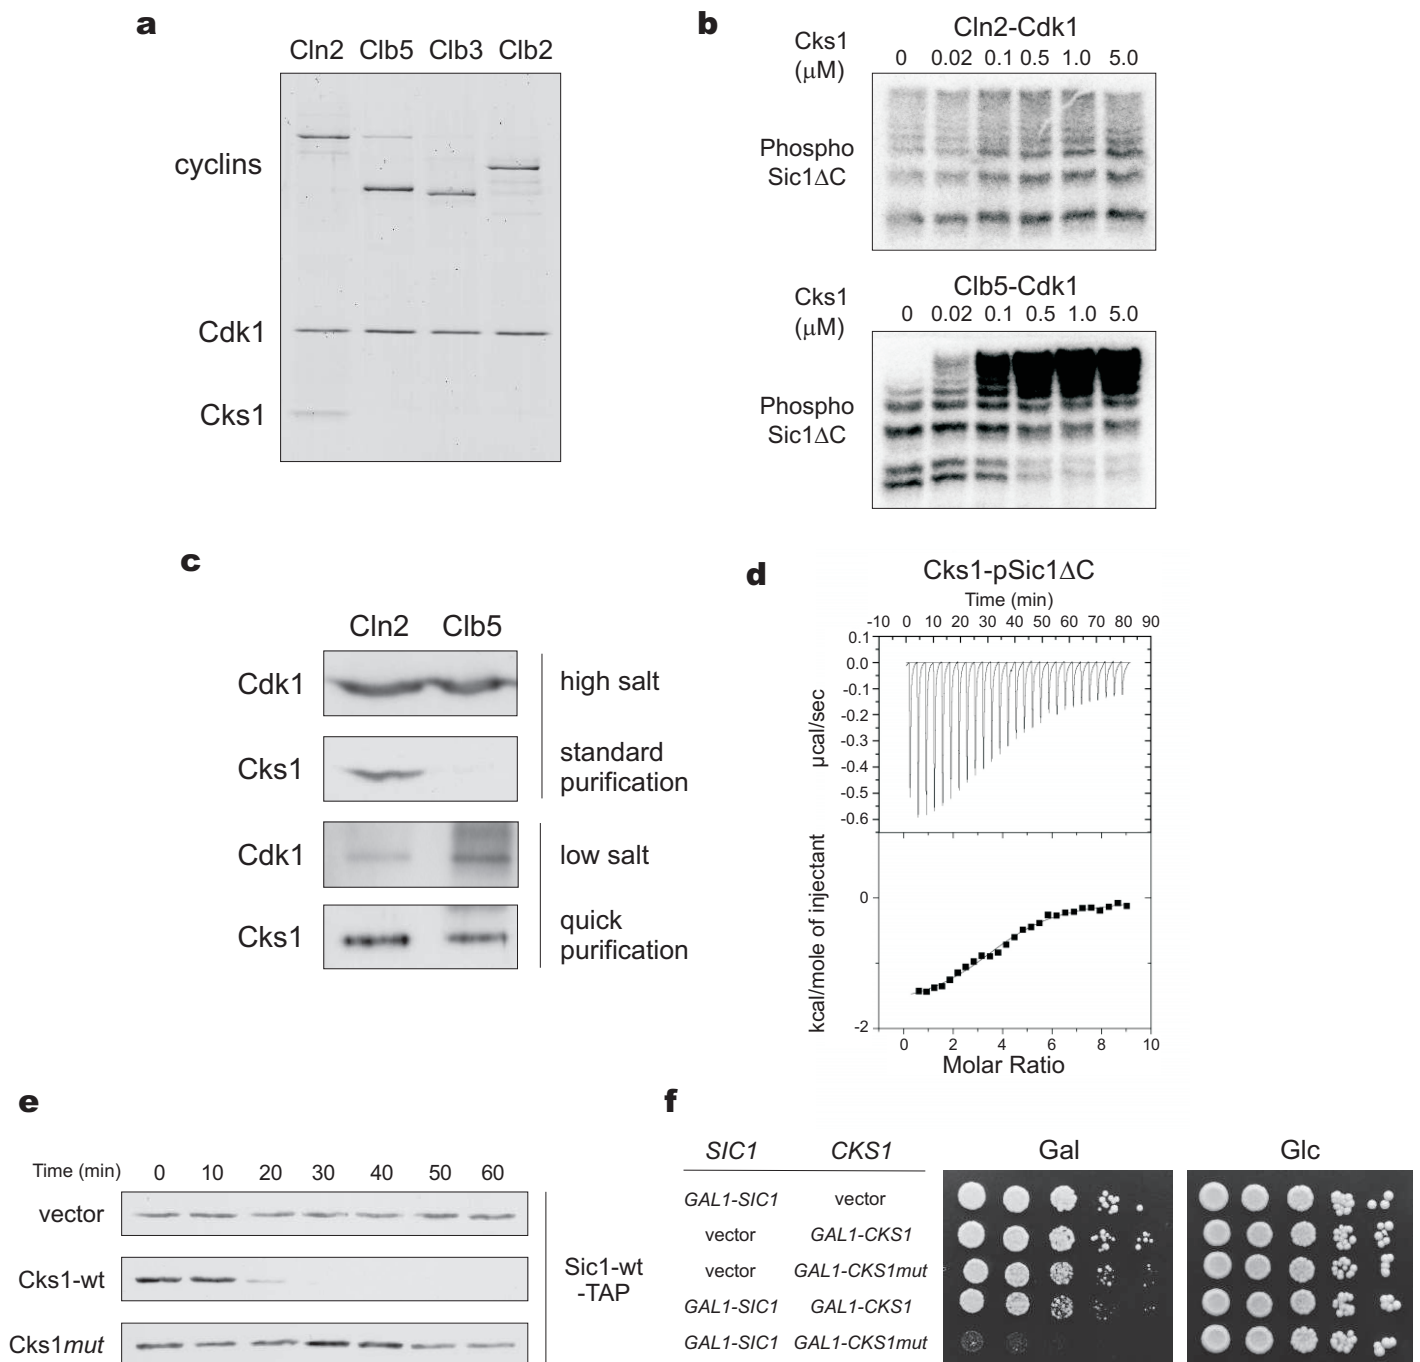 a
Cln2 Clb5 Clb3 Clb2
cyclins
Cdk1
Cks1
b
Cln2-Cdk1
Cks1
(μM)
0 0.02 0.1 0.5 1.0 5.0
Phospho
Sic1ΔC
Clb5-Cdk1
Cks1
(μM)
0 0.02 0.1 0.5 1.0 5.0
Phospho
Sic1ΔC
c
Cln2 Clb5
Cdk1
high salt
Cks1
standard
purification
Cdk1
low salt
Cks1
quick
purification
d
Cks1-pSic1ΔC
Time (min)
-10 0 10 20 30 40 50 60 70 80 90
0.1
0.0
-0.1
-0.2
-0.3
-0.4
-0.5
-0.6
μcal/sec
0
-2
kcal/mole of injectant
0 2 4 6 8 10
Molar Ratio
e
Time (min) 0 10 20 30 40 50 60
vector
Cks1-wt
Cks1mut
Sic1-wt
-TAP
f
SIC1 CKS1 Gal Glc
GAL1-SIC1 vector
vector GAL1-CKS1
vector GAL1-CKS1mut
GAL1-SIC1 GAL1-CKS1
GAL1-SIC1 GAL1-CKS1mut